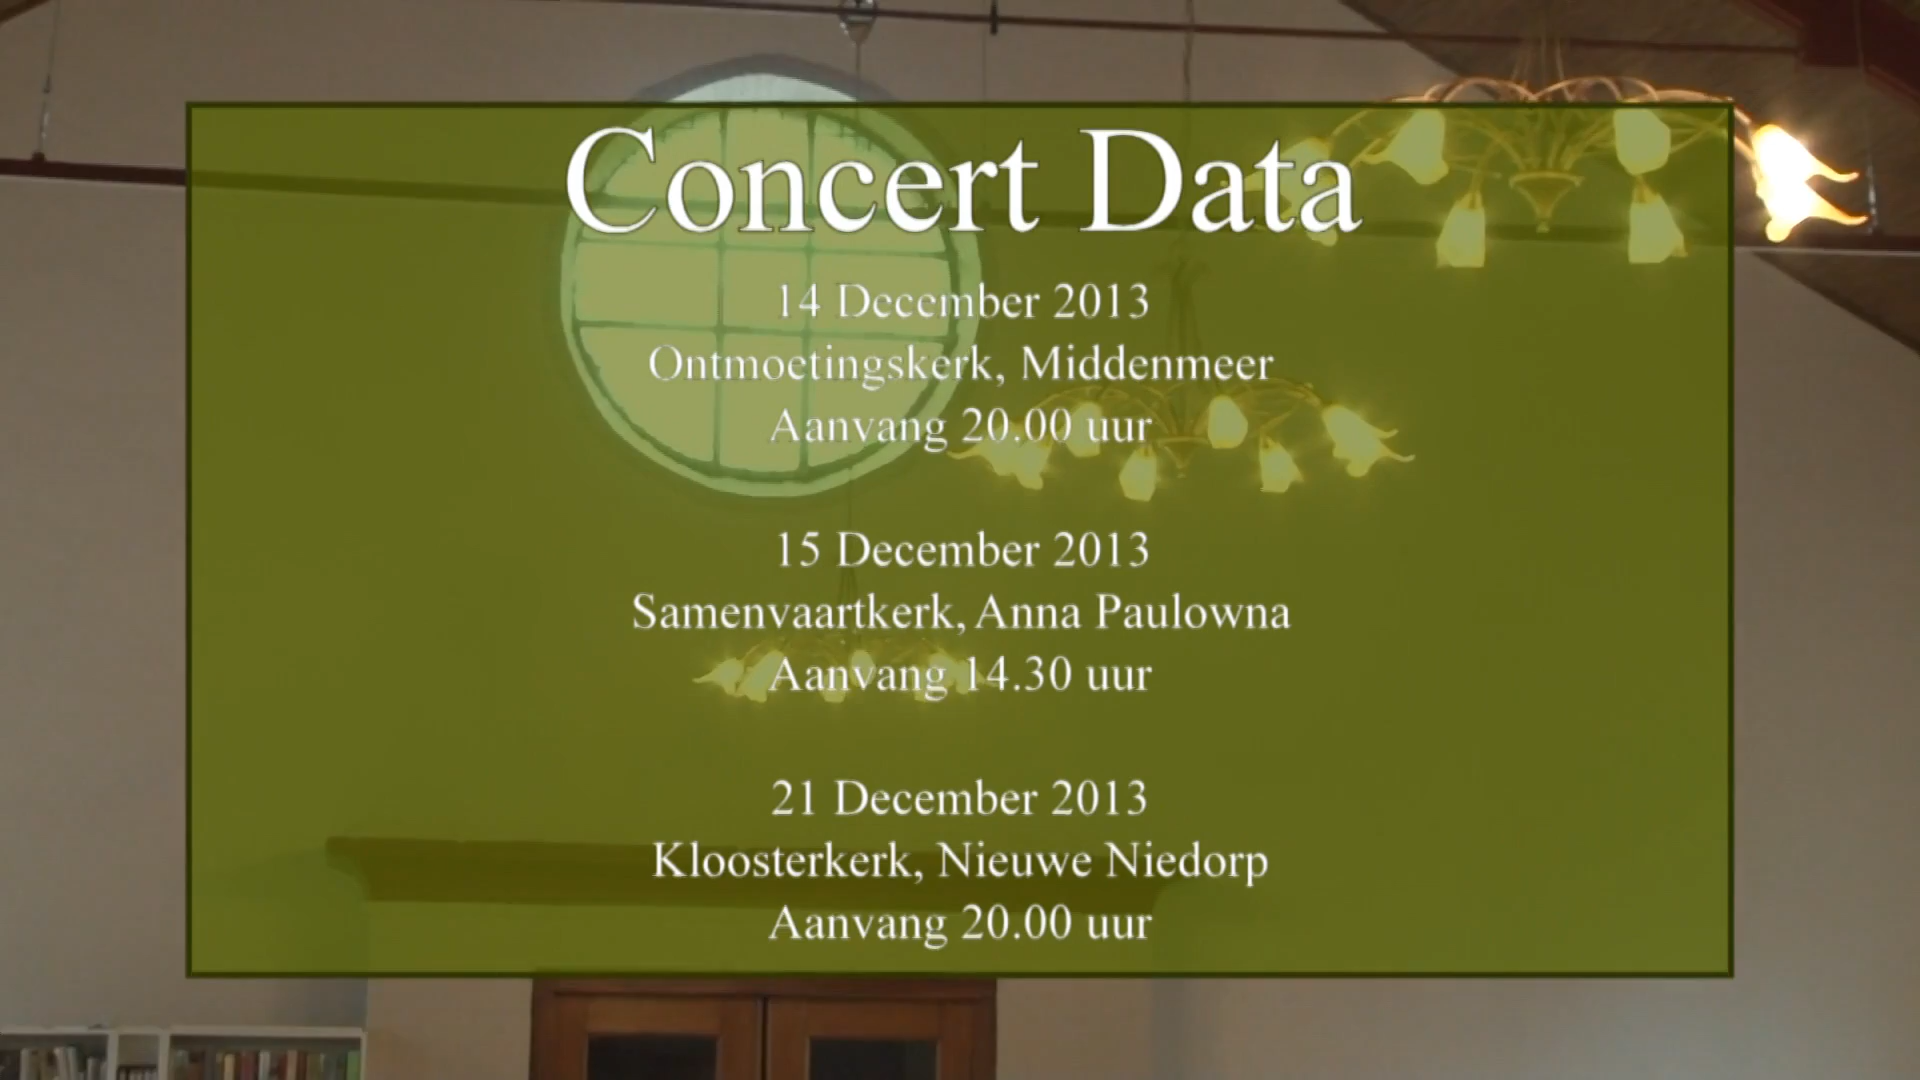 Concert Data
14 December 2013
Ontmoetingskerk, Middenmeer
Aanvang 20.00 uur
15 December 2013
Samenvaartkerk, Anna Paulowna
Aanvang 14.30 uur
21 December 2013
Kloosterkerk, Nieuwe Niedorp
Aanvang 20.00 uur